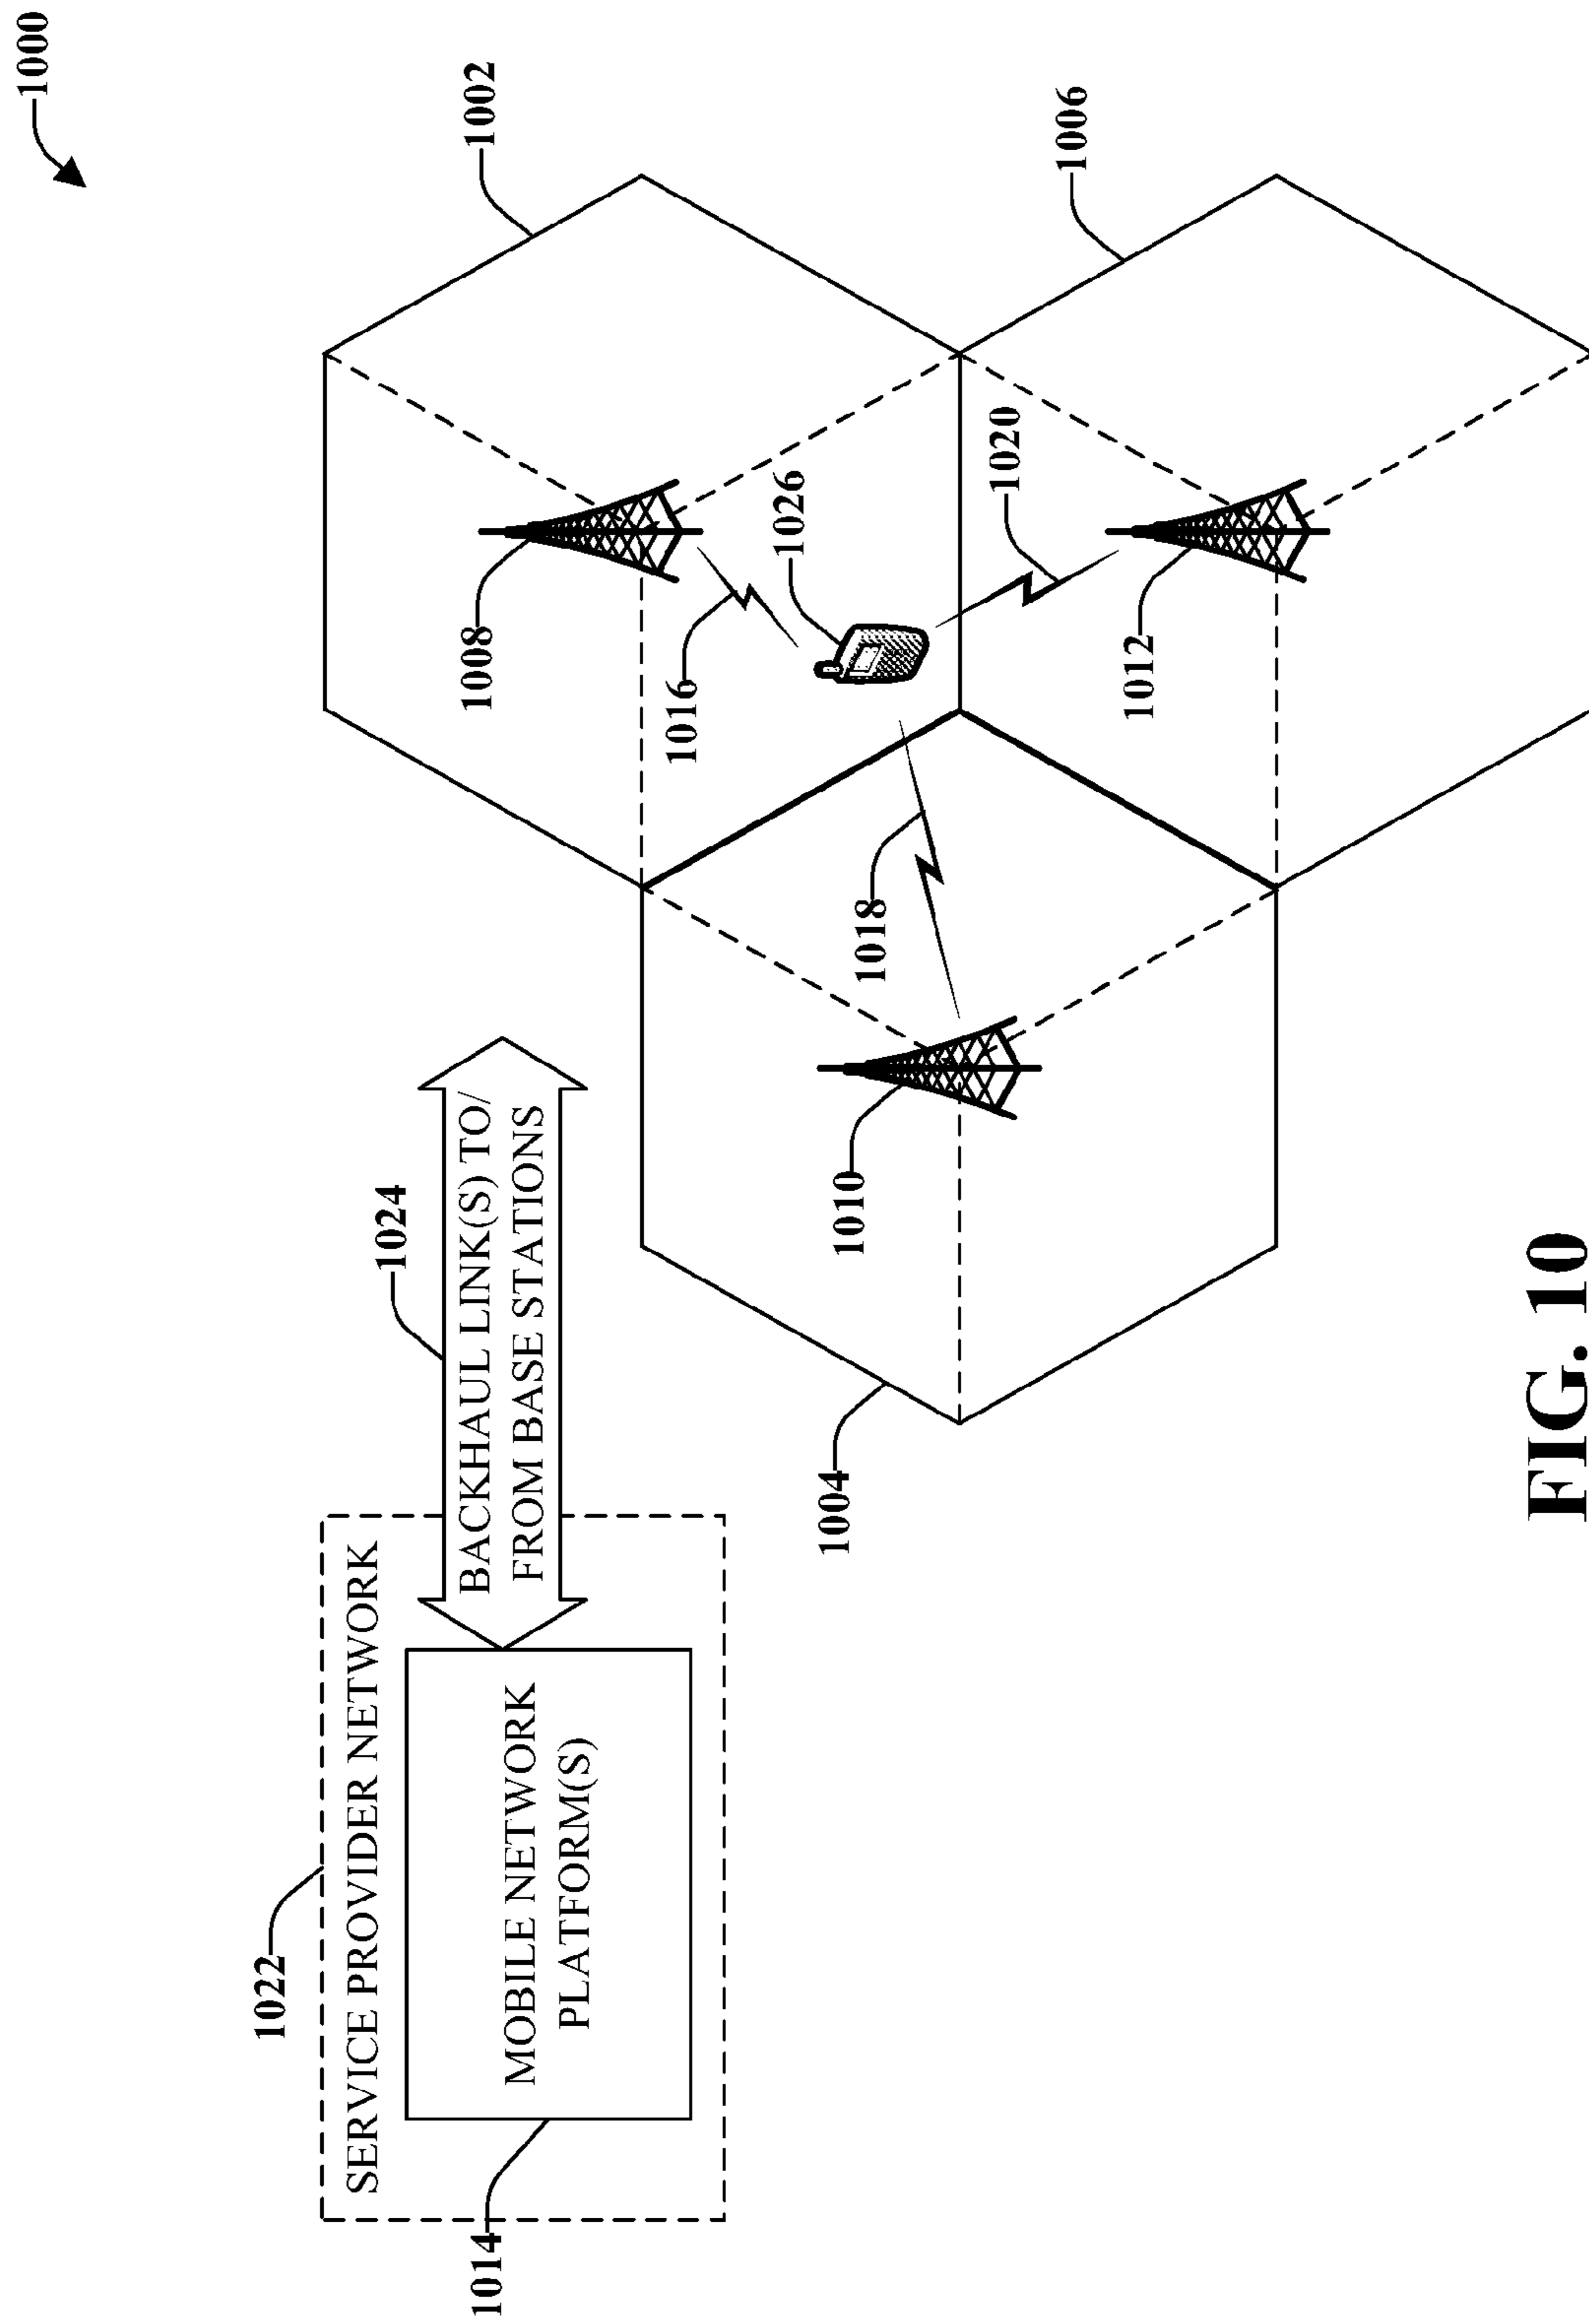 1000
1002
1006
1008
1016
1026
1020
1012
1018
1010
1004
1024
BACKHAUL LINK(S) TO/
FROM BASE STATIONS
1022
SERVICE PROVIDER NETWORK
MOBILE NETWORK
PLATFORM(S)
1014
FIG. 10